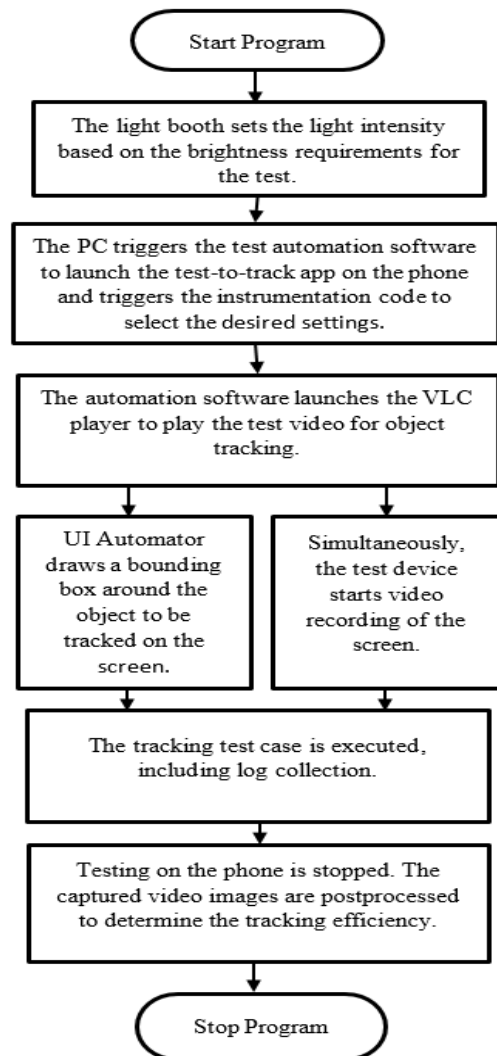 Start Program
The light booth sets the light intensity
based on the brightness requirements for
the test.
The PC triggers the test automation software
to launch the test-to-track app on the phone
and triggers the instrumentation code to
select the desired settings.
The automation software launches the VLC
player to play the test video for object
tracking.
UI Automator
draws a bounding
box around the
object to be
tracked on the
screen.
Simultaneously,
the test device
starts video
recording of the
screen.
The tracking test case is executed,
including log collection.
Testing on the phone is stopped. The
captured video images are postprocessed
to determine the tracking efficiency.
Stop Program